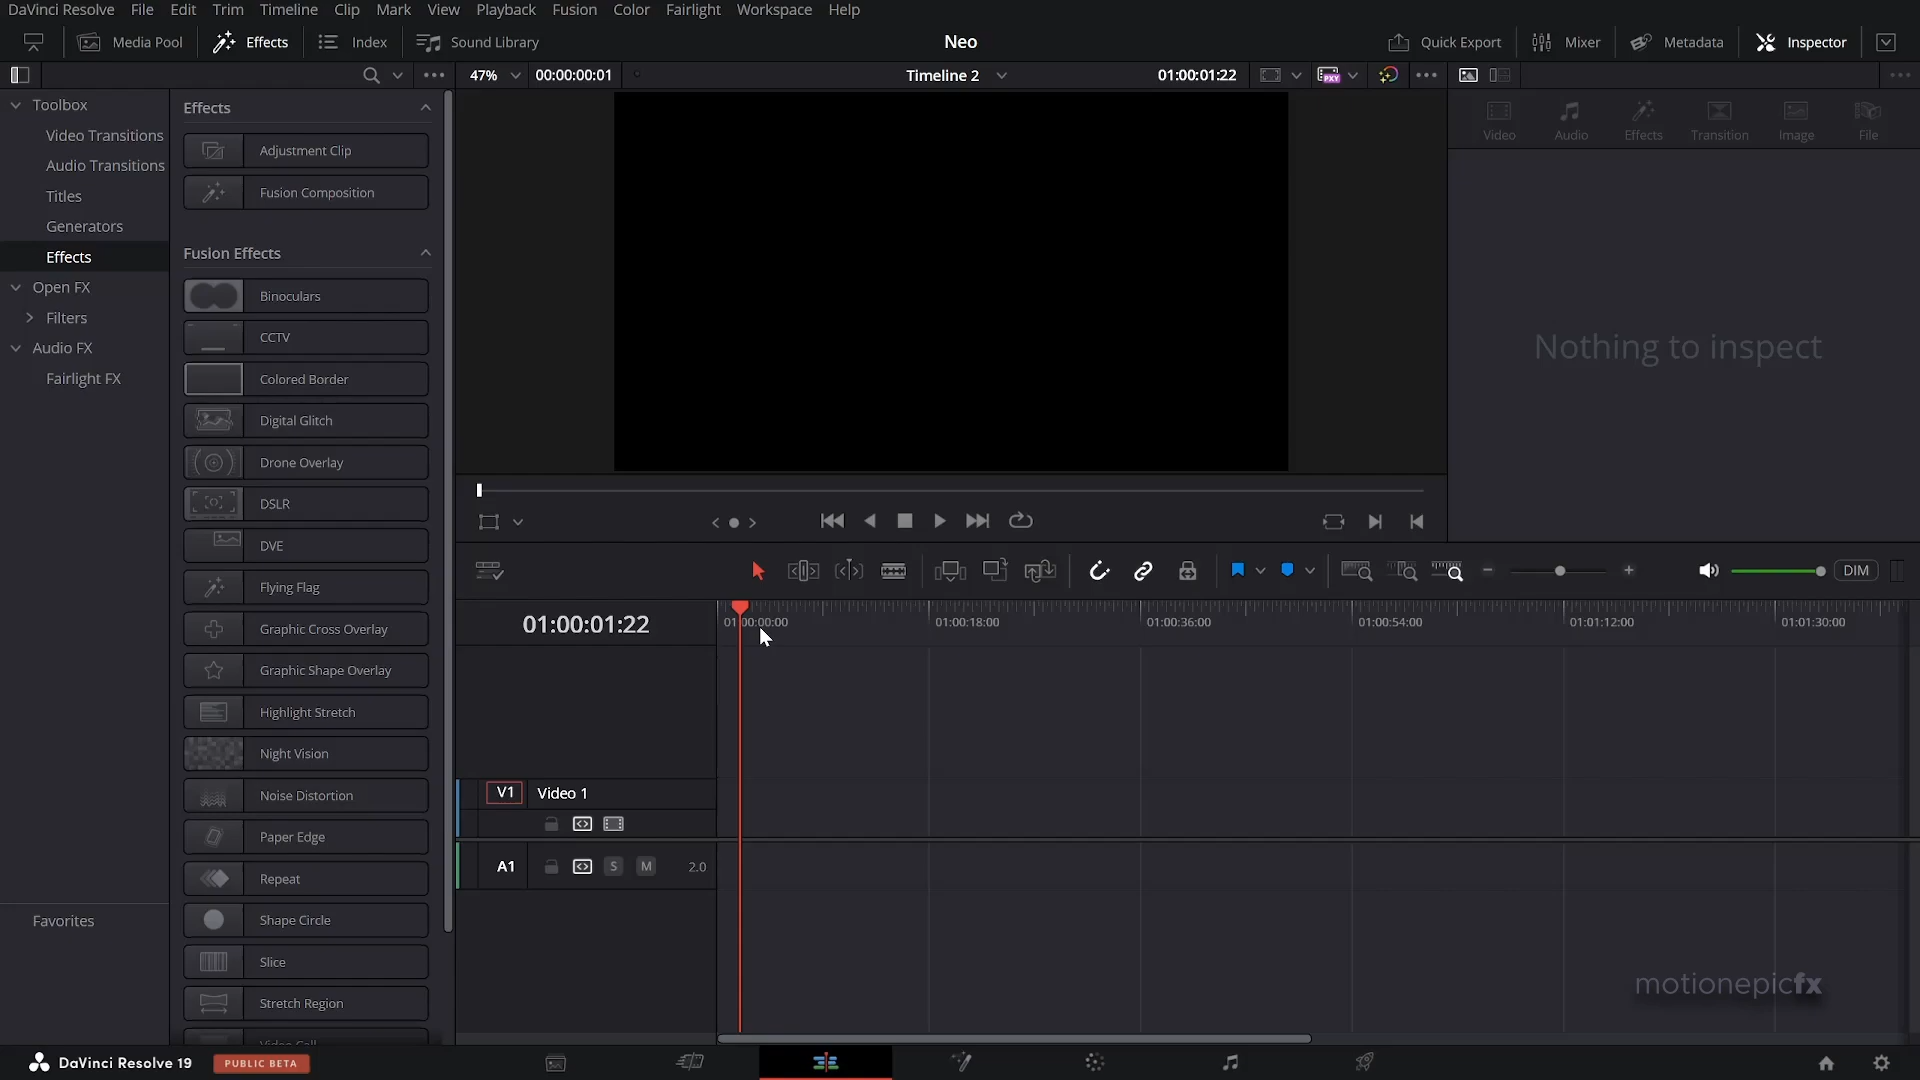 DaVinci Resolve File Edit Trim Timeline Clip Mark View Playback Fusion Color Fairlight Workspace Help
Media Pool Effects Index Sound Library Neo Quick Export Mixer Metadata Inspector
47% 00:00:00:01 Timeline 2 01:00:01:22 PXY
Toolbox
Video Transitions
Audio Transitions
Titles
Generators
Effects
Open FX
Filters
Audio FX
Fairlight FX
Favorites
Effects
Adjustment Clip
Fusion Composition
Fusion Effects
Binoculars
CCTV
Colored Border
Digital Glitch
Drone Overlay
DSLR
DVE
Flying Flag
Graphic Cross Overlay
Graphic Shape Overlay
Highlight Stretch
Night Vision
Noise Distortion
Paper Edge
Repeat
Shape Circle
Slice
Stretch Region
Video Audio Effects Transition Image File
Nothing to inspect
DIM
01:00:01:22
01:00:00:00 01:00:18:00 01:00:36:00 01:00:54:00 01:01:12:00 01:01:30:00
V1 Video 1
A1 S M 2.0
motionepicfx
DaVinci Resolve 19 PUBLIC BETA